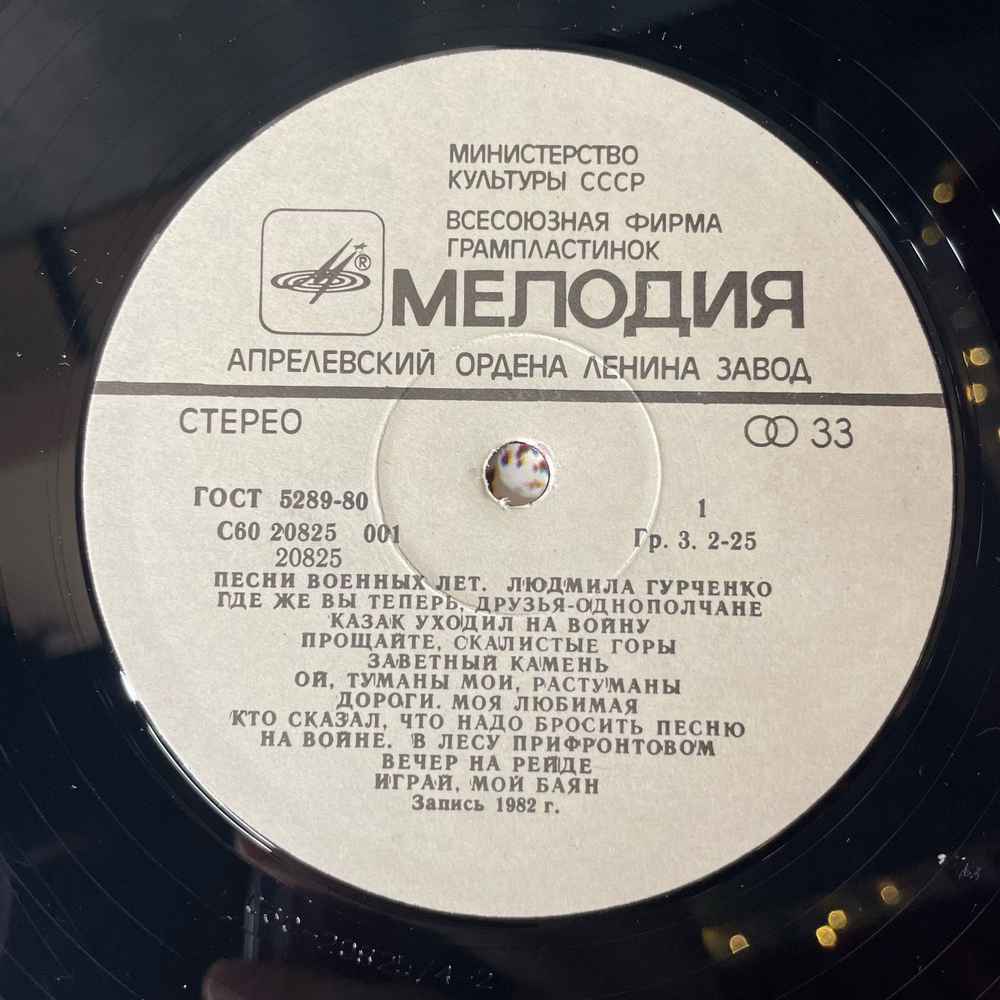 МИНИСТЕРСТВО
КУЛЬТУРЫ СССР
ВСЕСОЮЗНАЯ ФИРМА
ГРАМПЛАСТИНОК
®
МЕЛОДИЯ
АПРЕЛЕВСКИЙ ОРДЕНА ЛЕНИНА ЗАВОД
СТЕРЕО
33
ГОСТ 5289-80
1
С60 20825 001
Гр. 3. 2-25
20825
ПЕСНИ ВОЕННЫХ ЛЕТ. ЛЮДМИЛА ГУРЧЕНКО
ГДЕ ЖЕ ВЫ ТЕПЕРЬ, ДРУЗЬЯ-ОДНОПОЛЧАНЕ
КАЗАК УХОДИЛ НА ВОЙНУ
ПРОЩАЙТЕ, СКАЛИСТЫЕ ГОРЫ
ЗАВЕТНЫЙ КАМЕНЬ
ОЙ, ТУМАНЫ МОИ, РАСТУМАНЫ
ДОРОГИ. МОЯ ЛЮБИМАЯ
КТО СКАЗАЛ, ЧТО НАДО БРОСИТЬ ПЕСНЮ
НА ВОЙНЕ. В ЛЕСУ ПРИФРОНТОВОМ
ВЕЧЕР НА РЕЙДЕ
ИГРАЙ, МОЙ БАЯН
Запись 1982 г.